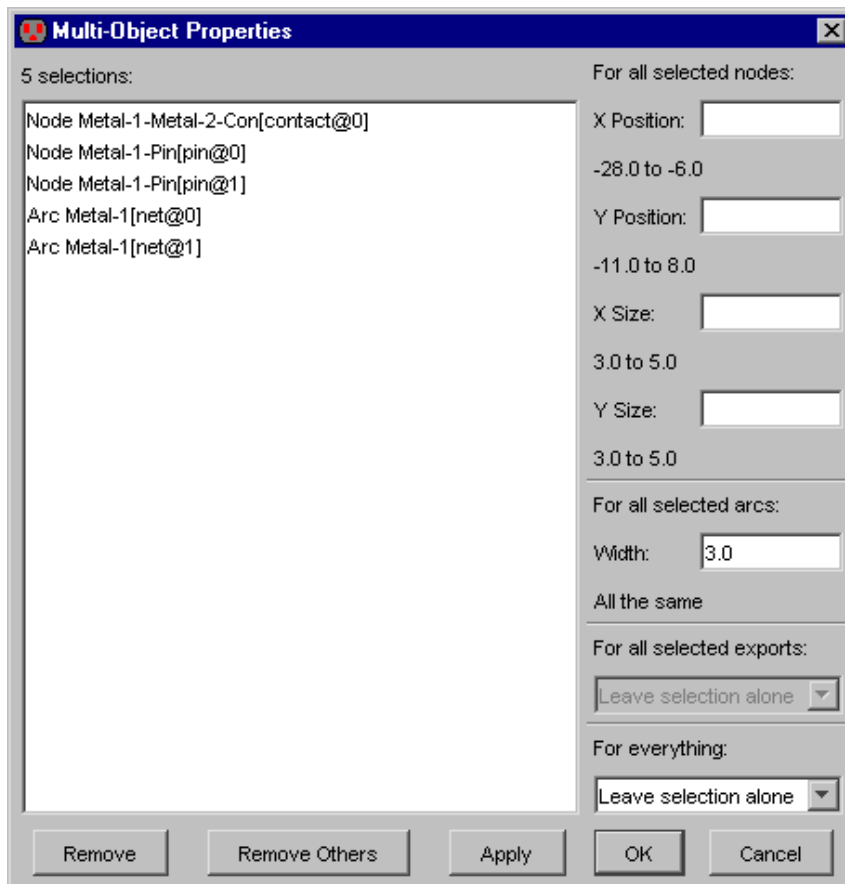 Multi-Object Properties
5 selections:
Node Metal-1-Metal-2-Con[contact@0]
Node Metal-1-Pin[pin@0]
Node Metal-1-Pin[pin@1]
Arc Metal-1[net@0]
Arc Metal-1[net@1]
For all selected nodes:
X Position:
-28.0 to -6.0
Y Position:
-11.0 to 8.0
X Size:
3.0 to 5.0
Y Size:
3.0 to 5.0
For all selected arcs:
Width: 3.0
All the same
For all selected exports:
Leave selection alone
For everything:
Leave selection alone
Remove Remove Others Apply OK Cancel